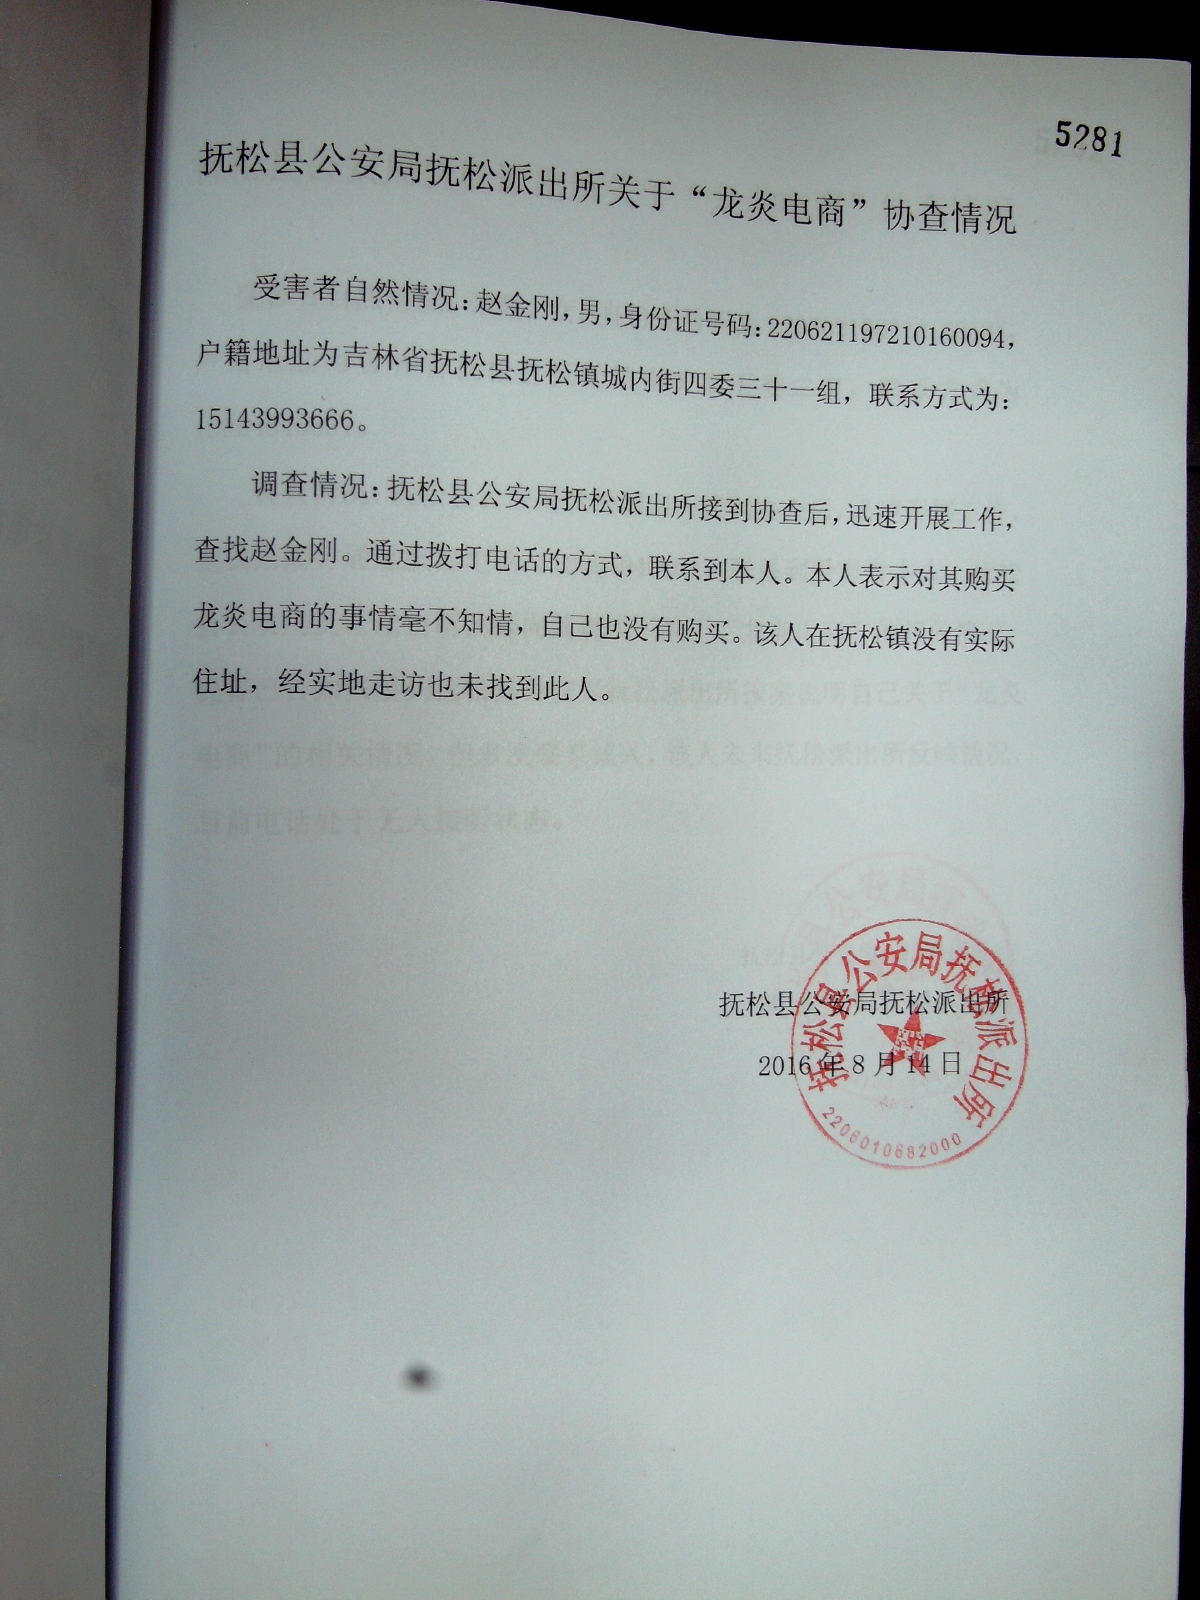 5281
抚松县公安局抚松派出所关于“龙炎电商”协查情况
受害者自然情况：赵金刚，男，身份证号码：220621197210160094，
户籍地址为吉林省抚松县抚松镇城内街四委三十一组，联系方式为：
15143993666。
调查情况：抚松县公安局抚松派出所接到协查后，迅速开展工作，
查找赵金刚。通过拨打电话的方式，联系到本人。本人表示对其购买
龙炎电商的事情毫不知情，自己也没有购买。该人在抚松镇没有实际
住址，经实地走访也未找到此人。
抚松县公安局抚松派出所
2016年8月14日
抚松县公安局抚松派出所
2206010682000